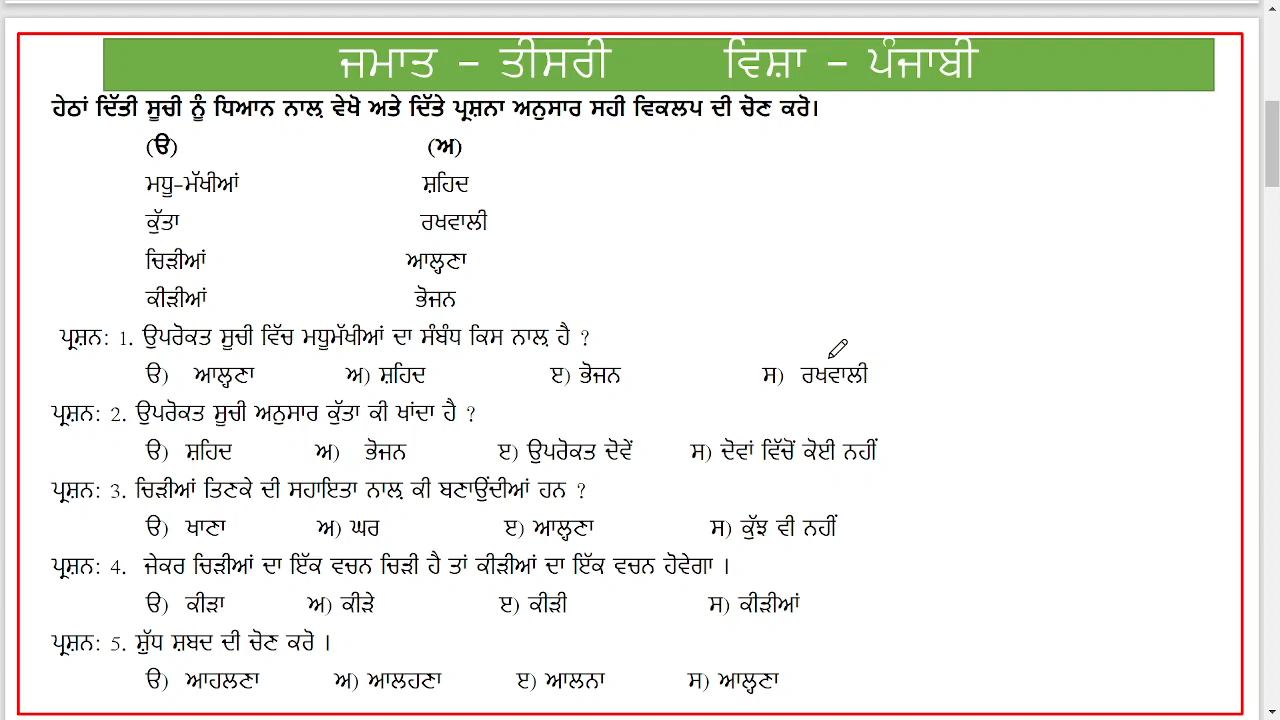 ਜਮਾਤ – ਤੀਸਰੀ ਵਿਸ਼ਾ – ਪੰਜਾਬੀ
ਹੇਠਾਂ ਦਿੱਤੀ ਸੂਚੀ ਨੂੰ ਧਿਆਨ ਨਾਲ਼ ਵੇਖੋ ਅਤੇ ਦਿੱਤੇ ਪ੍ਰਸ਼ਨਾ ਅਨੁਸਾਰ ਸਹੀ ਵਿਕਲਪ ਦੀ ਚੋਣ ਕਰੋ।
(ੳ) (ਅ)
ਮਧੂ-ਮੱਖੀਆਂ ਸ਼ਹਿਦ
ਕੁੱਤਾ ਰਖਵਾਲੀ
ਚਿੜੀਆਂ ਆਲ੍ਹਣਾ
ਕੀੜੀਆਂ ਭੋਜਨ
ਪ੍ਰਸ਼ਨ: 1. ਉਪਰੋਕਤ ਸੂਚੀ ਵਿੱਚ ਮਧੂਮੱਖੀਆਂ ਦਾ ਸੰਬੰਧ ਕਿਸ ਨਾਲ਼ ਹੈ ?
ੳ) ਆਲ੍ਹਣਾ ਅ) ਸ਼ਹਿਦ ੲ) ਭੋਜਨ ਸ) ਰਖਵਾਲੀ
ਪ੍ਰਸ਼ਨ: 2. ਉਪਰੋਕਤ ਸੂਚੀ ਅਨੁਸਾਰ ਕੁੱਤਾ ਕੀ ਖਾਂਦਾ ਹੈ ?
ੳ) ਸ਼ਹਿਦ ਅ) ਭੋਜਨ ੲ) ਉਪਰੋਕਤ ਦੋਵੇਂ ਸ) ਦੋਵਾਂ ਵਿੱਚੋਂ ਕੋਈ ਨਹੀਂ
ਪ੍ਰਸ਼ਨ: 3. ਚਿੜੀਆਂ ਤਿਣਕੇ ਦੀ ਸਹਾਇਤਾ ਨਾਲ਼ ਕੀ ਬਣਾਉਂਦੀਆਂ ਹਨ ?
ੳ) ਖਾਣਾ ਅ) ਘਰ ੲ) ਆਲ੍ਹਣਾ ਸ) ਕੁੱਝ ਵੀ ਨਹੀਂ
ਪ੍ਰਸ਼ਨ: 4. ਜੇਕਰ ਚਿੜੀਆਂ ਦਾ ਇੱਕ ਵਚਨ ਚਿੜੀ ਹੈ ਤਾਂ ਕੀੜੀਆਂ ਦਾ ਇੱਕ ਵਚਨ ਹੋਵੇਗਾ ।
ੳ) ਕੀੜਾ ਅ) ਕੀੜੇ ੲ) ਕੀੜੀ ਸ) ਕੀੜੀਆਂ
ਪ੍ਰਸ਼ਨ: 5. ਸ਼ੁੱਧ ਸ਼ਬਦ ਦੀ ਚੋਣ ਕਰੋ ।
ੳ) ਆਹਲਣਾ ਅ) ਆਲਹਣਾ ੲ) ਆਲਨਾ ਸ) ਆਲ੍ਹਣਾ